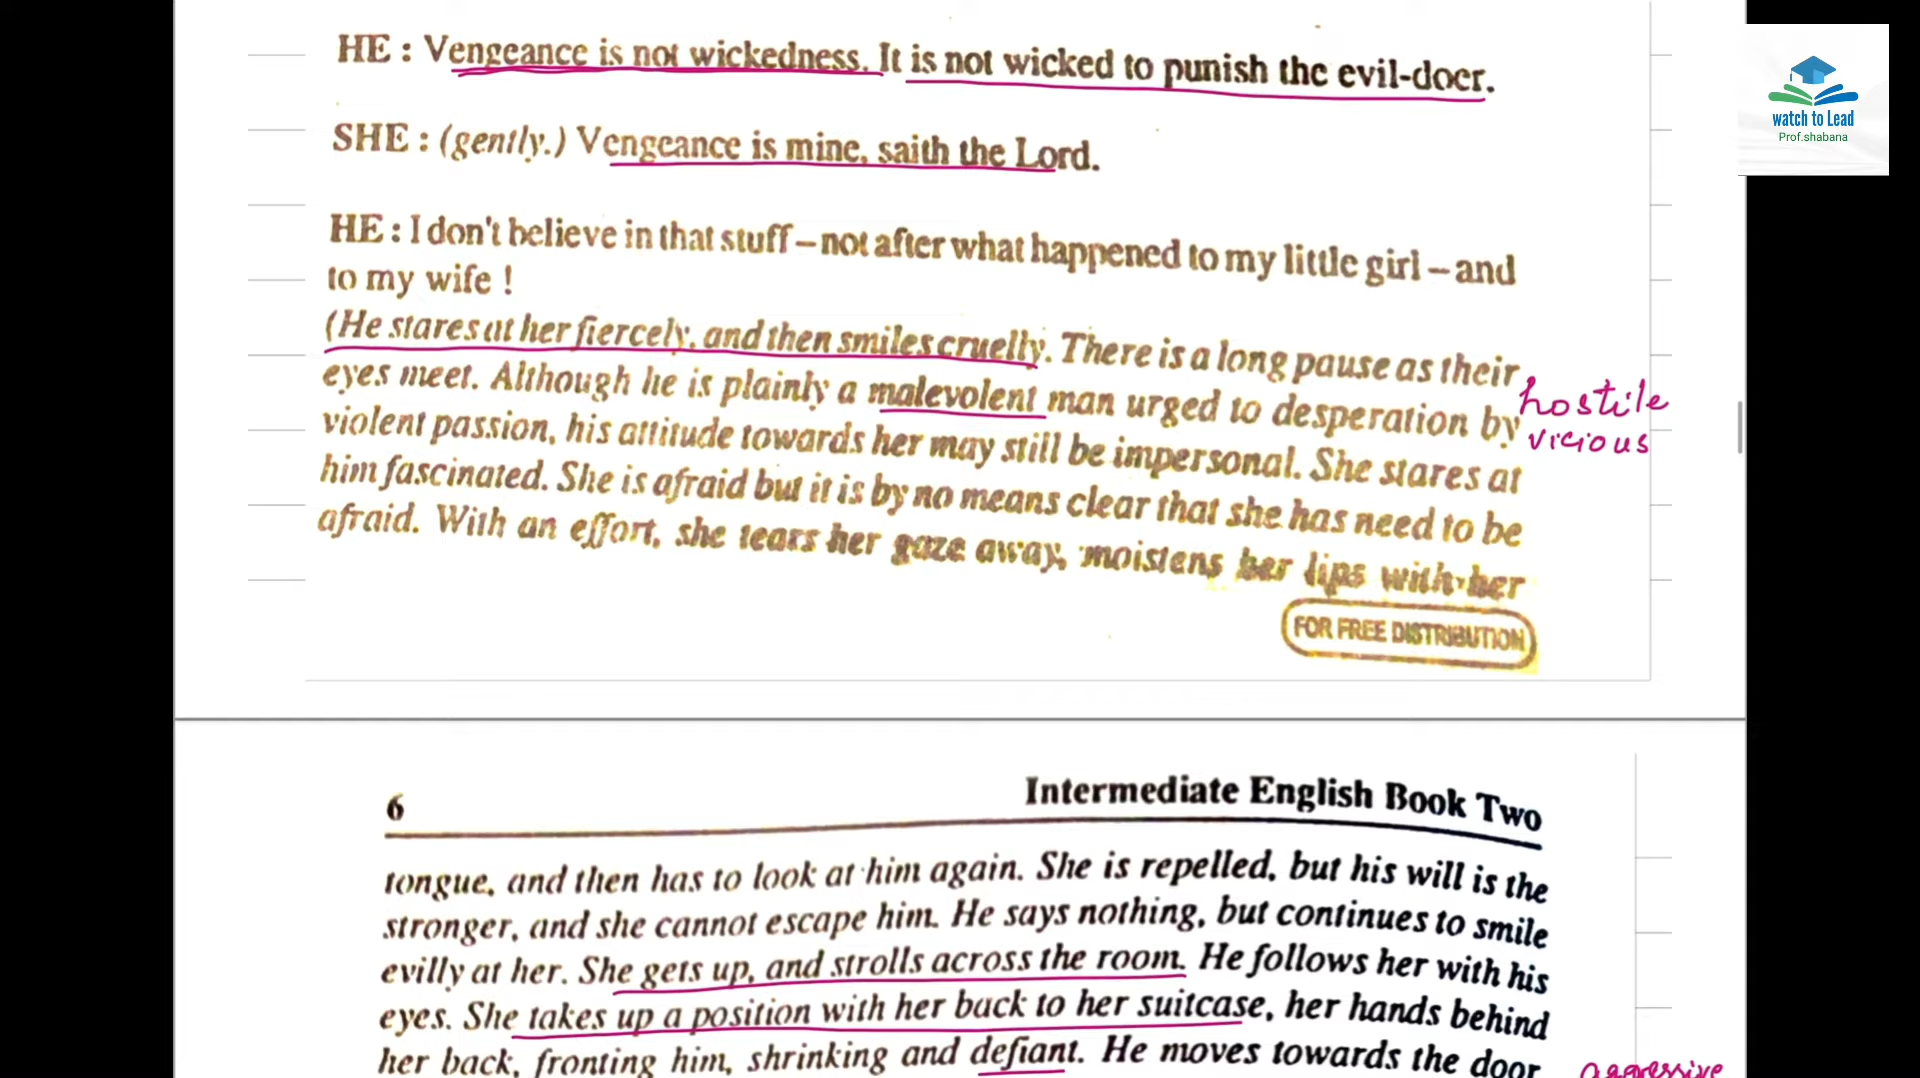 HE : Vengeance is not wickedness. It is not wicked to punish the evil-doer.
watch to Lead
Prof.shabana
SHE : (gently.) Vengeance is mine, saith the Lord.
HE : I don't believe in that stuff – not after what happened to my little girl – and
to my wife !
(He stares at her fiercely, and then smiles cruelly. There is a long pause as their
eyes meet. Although he is plainly a malevolent man urged to desperation by
hostile
vicious
violent passion, his attitude towards her may still be impersonal. She stares at
him fascinated. She is afraid but it is by no means clear that she has need to be
afraid. With an effort, she tears her gaze away, moistens her lips with her
FOR FREE DISTRIBUTION
6
Intermediate English Book Two
tongue, and then has to look at him again. She is repelled, but his will is the
stronger, and she cannot escape him. He says nothing, but continues to smile
evilly at her. She gets up, and strolls across the room. He follows her with his
eyes. She takes up a position with her back to her suitcase, her hands behind
her back, fronting him, shrinking and defiant. He moves towards the door
aggressive